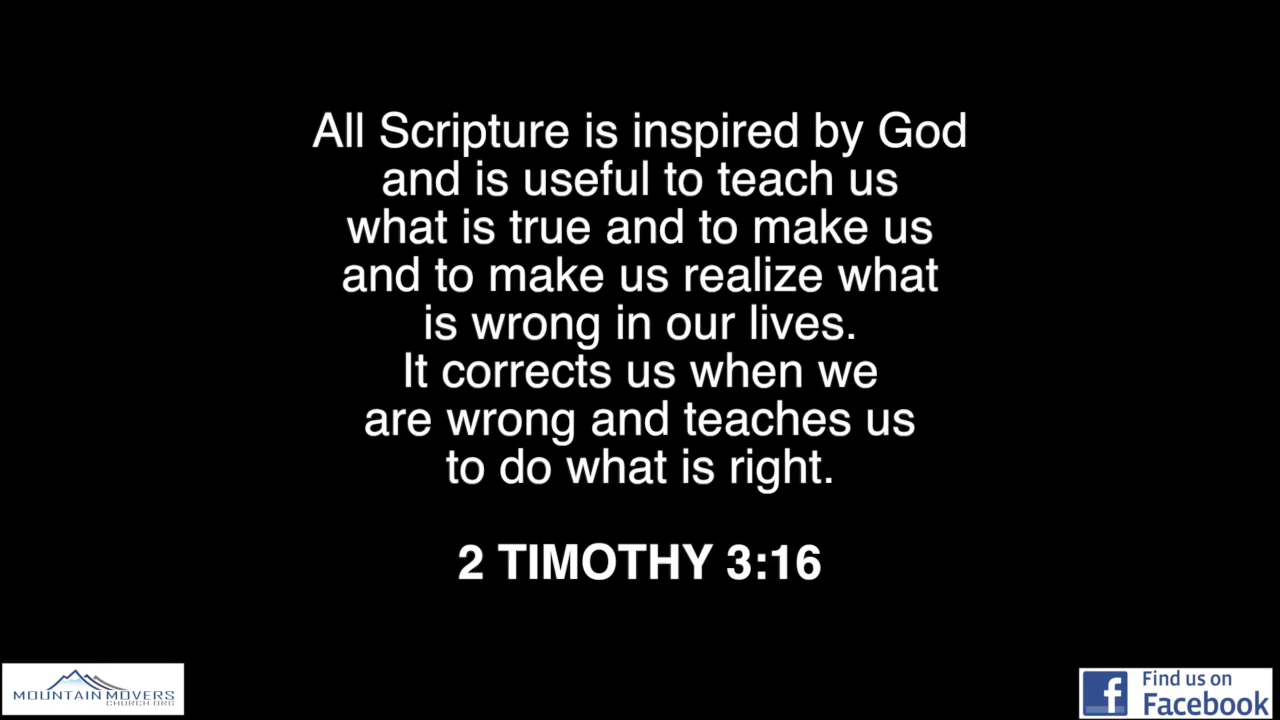 All Scripture is inspired by God
and is useful to teach us
what is true and to make us
and to make us realize what
is wrong in our lives.
It corrects us when we
are wrong and teaches us
to do what is right.
2 TIMOTHY 3:16
MOUNTAIN MOVERS
CHURCH.ORG
f
Find us on
Facebook